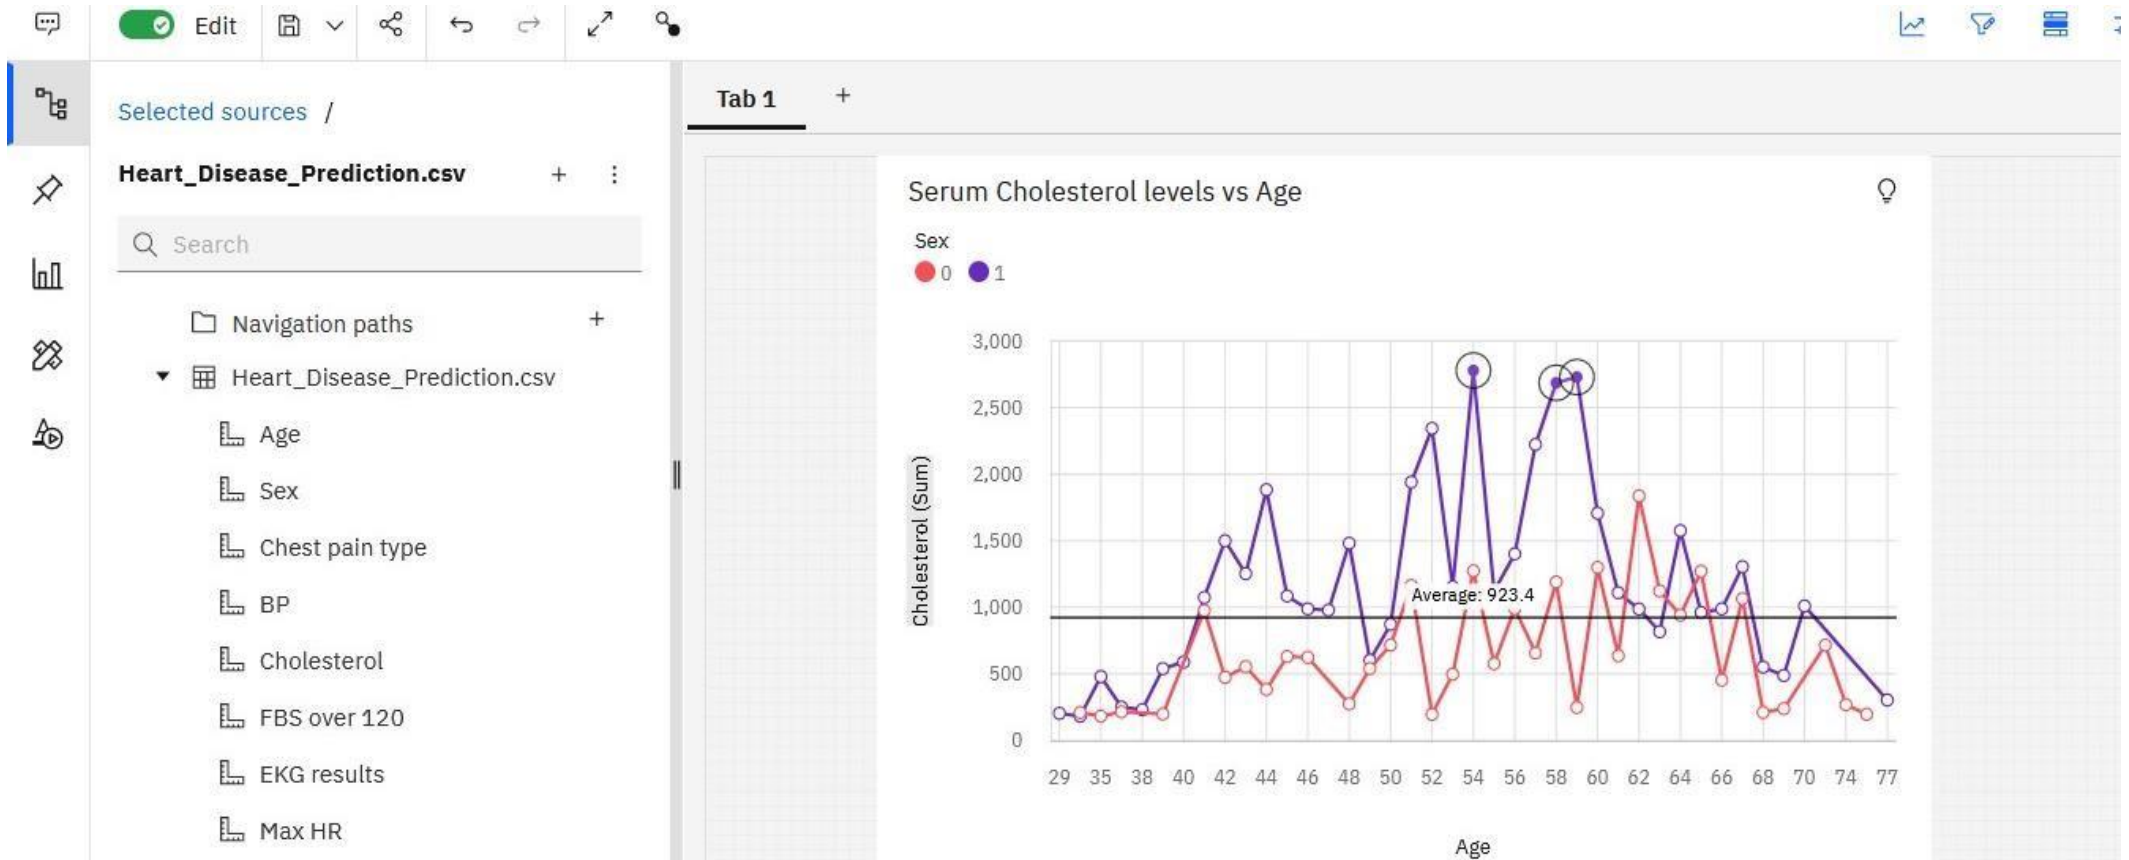 Edit
Selected sources /
Heart_Disease_Prediction.csv
Search
Navigation paths
Heart_Disease_Prediction.csv
Age
Sex
Chest pain type
BP
Cholesterol
FBS over 120
EKG results
Max HR
Tab 1
Serum Cholesterol levels vs Age
Sex
0 1
Cholesterol (Sum)
3,000
2,500
2,000
1,500
1,000
500
0
Average: 923.4
29 35 38 40 42 44 46 48 50 52 54 56 58 60 62 64 66 68 70 74 77
Age